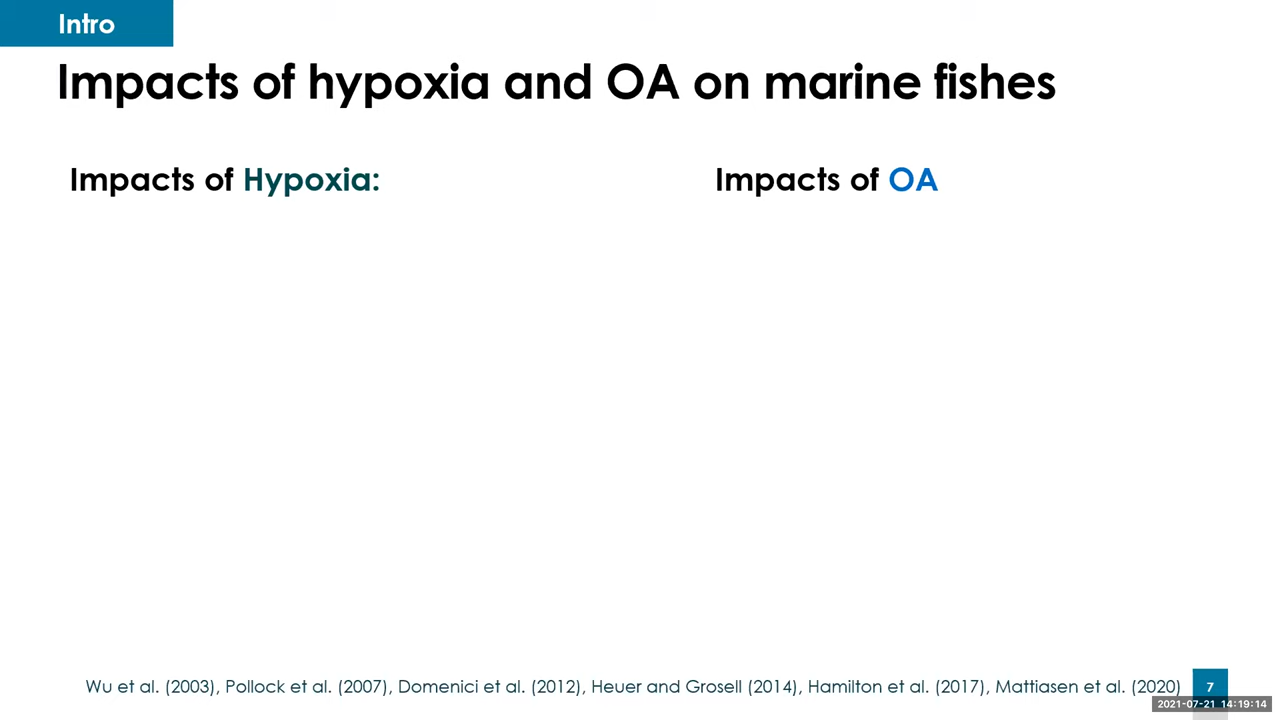 Intro
Impacts of hypoxia and OA on marine fishes
Impacts of Hypoxia:
Impacts of OA
Wu et al. (2003), Pollock et al. (2007), Domenici et al. (2012), Heuer and Grosell (2014), Hamilton et al. (2017), Mattiasen et al. (2020)
7
2021-07-21 14:19:14